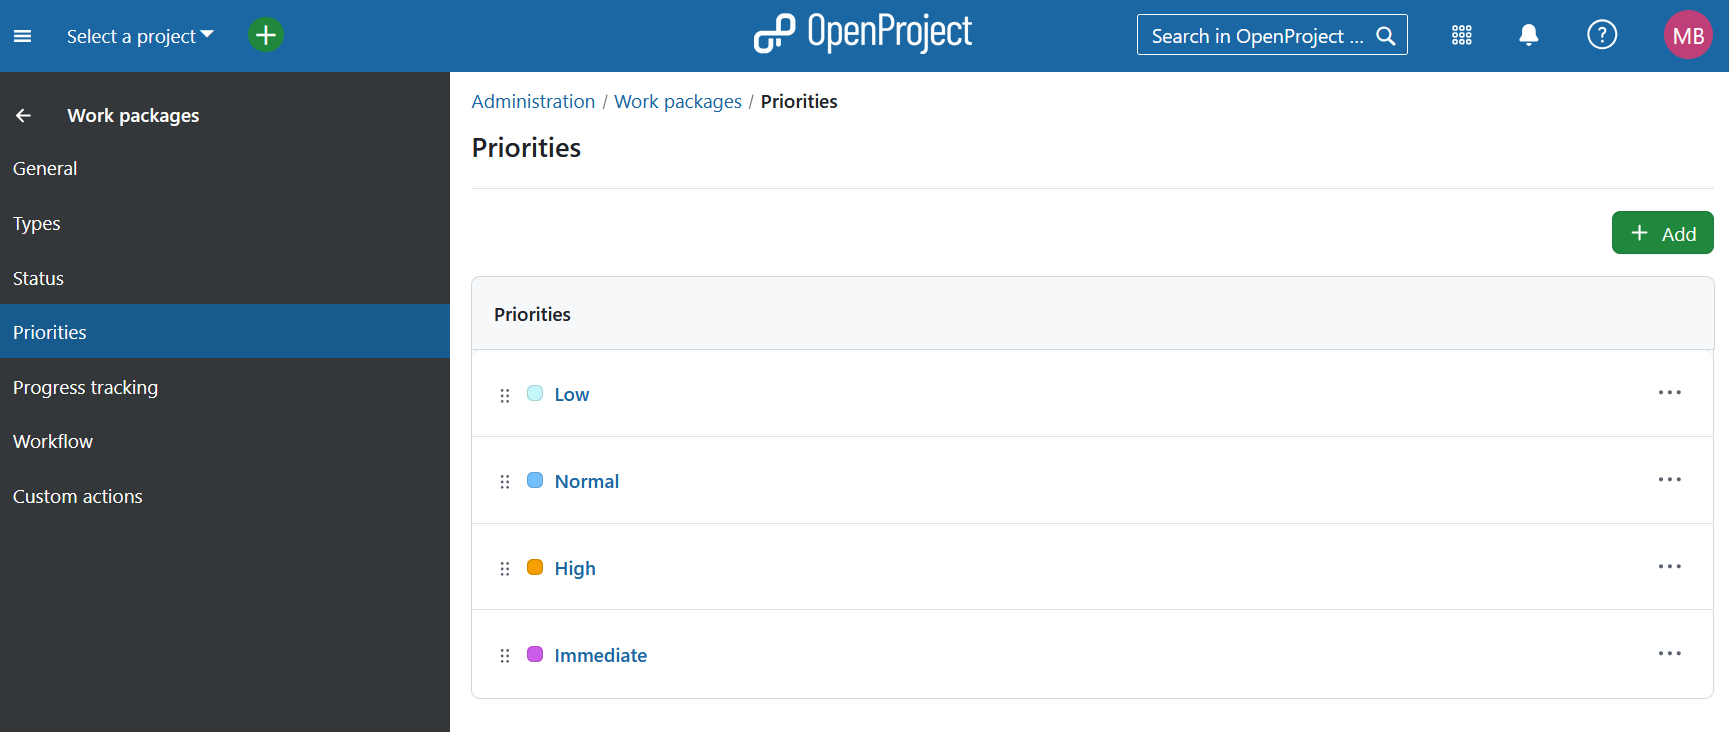 Select a project
OpenProject
Search in OpenProject ...
MB
Work packages
General
Types
Status
Priorities
Progress tracking
Workflow
Custom actions
Administration / Work packages / Priorities
Priorities
+ Add
Priorities
Low
Normal
High
Immediate